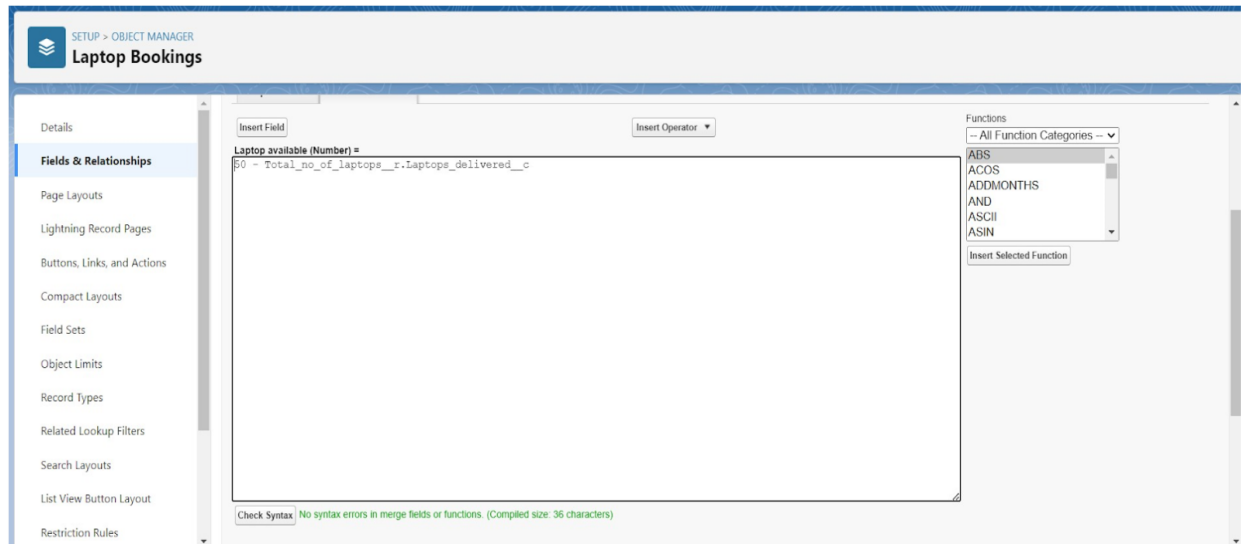 SETUP > OBJECT MANAGER
Laptop Bookings
Details
Fields & Relationships
Page Layouts
Lightning Record Pages
Buttons, Links, and Actions
Compact Layouts
Field Sets
Object Limits
Record Types
Related Lookup Filters
Search Layouts
List View Button Layout
Restriction Rules
Insert Field
Insert Operator
Laptop available (Number) =
50 - Total_no_of_laptops__r.Laptops_delivered__c
Check Syntax No syntax errors in merge fields or functions. (Compiled size: 36 characters)
Functions
-- All Function Categories --
ABS
ACOS
ADDMONTHS
AND
ASCII
ASIN
Insert Selected Function